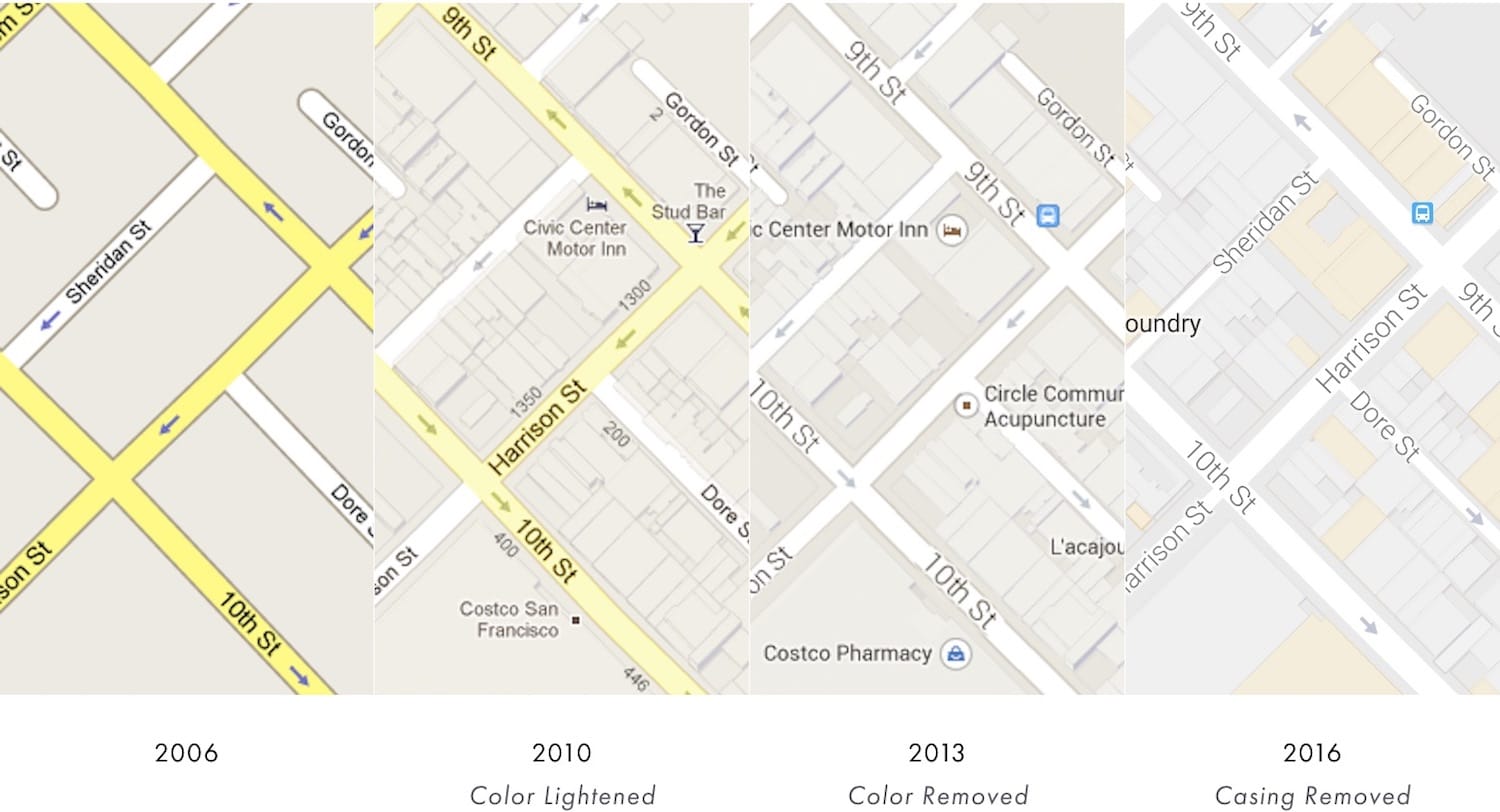 m St
St
Gordon
Sheridan St
Dore S
son St
10th St
9th St
Gordon St
2
The
Stud Bar
Civic Center
Motor Inn
1300
1350
Harrison St
200
Dore S
10th St
400
son St
Costco San
Francisco
446
9th St
Gordon St
9th St
ic Center Motor Inn
Circle Commun
Acupuncture
10th St
L'acajou
on St
10th St
Costco Pharmacy
9th St
Gordon St
Sheridan St
9th S
oundry
Harrison St
Dore St
10th St
arrison St
2006
2010
2013
2016
Color Lightened
Color Removed
Casing Removed